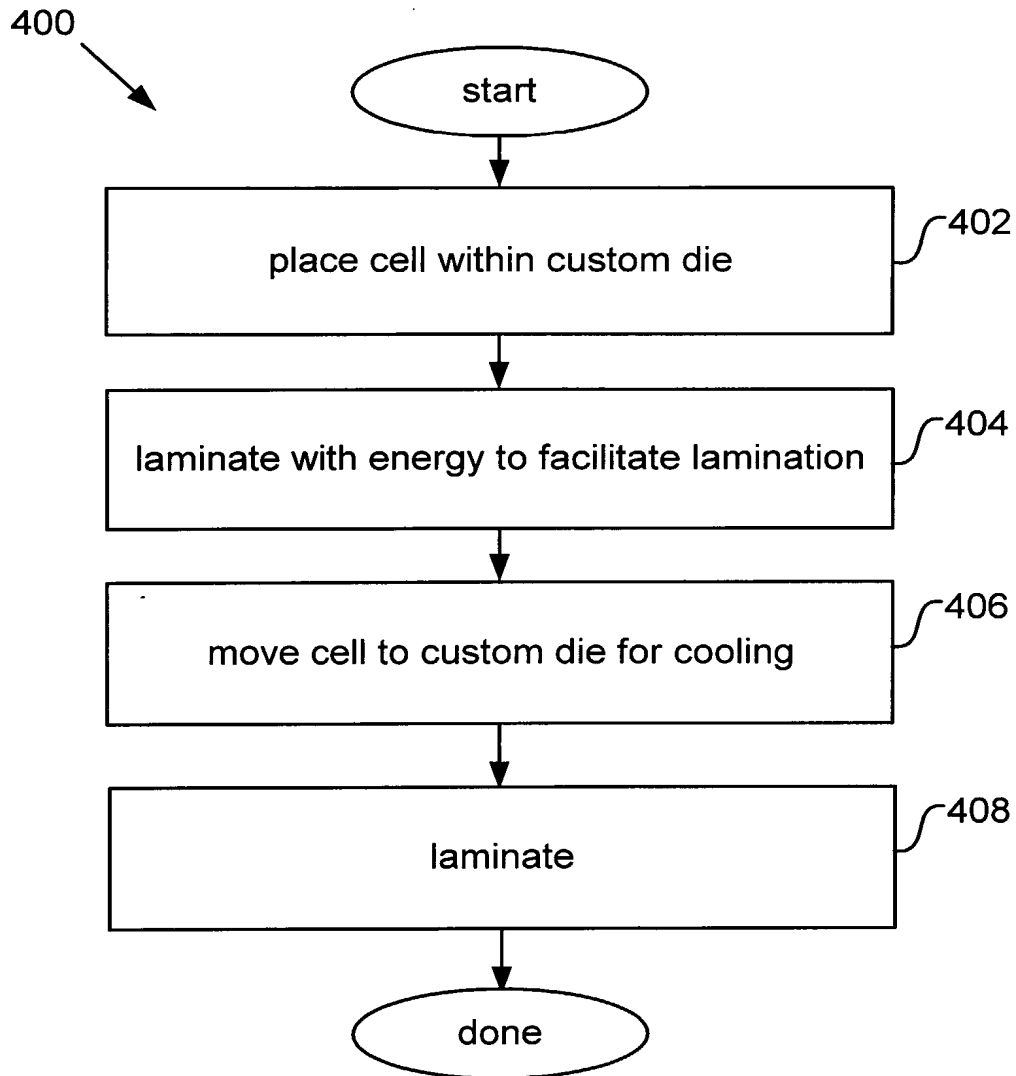 400
start
place cell within custom die
402
laminate with energy to facilitate lamination
404
move cell to custom die for cooling
406
laminate
408
done